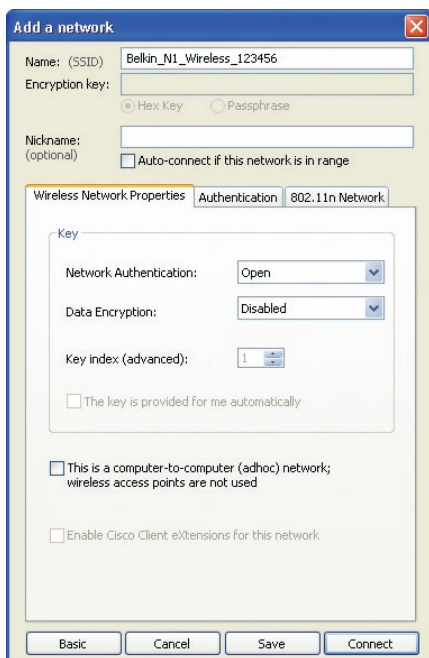 Add a network
Name: (SSID) Belkin_N1_Wireless_123456
Encryption key:
Hex Key Passphrase
Nickname:
(optional)
Auto-connect if this network is in range
Wireless Network Properties Authentication 802.11n Network
Key
Network Authentication: Open
Data Encryption: Disabled
Key index (advanced): 1
The key is provided for me automatically
This is a computer-to-computer (adhoc) network;
wireless access points are not used
Enable Cisco Client eXtensions for this network
Basic Cancel Save Connect